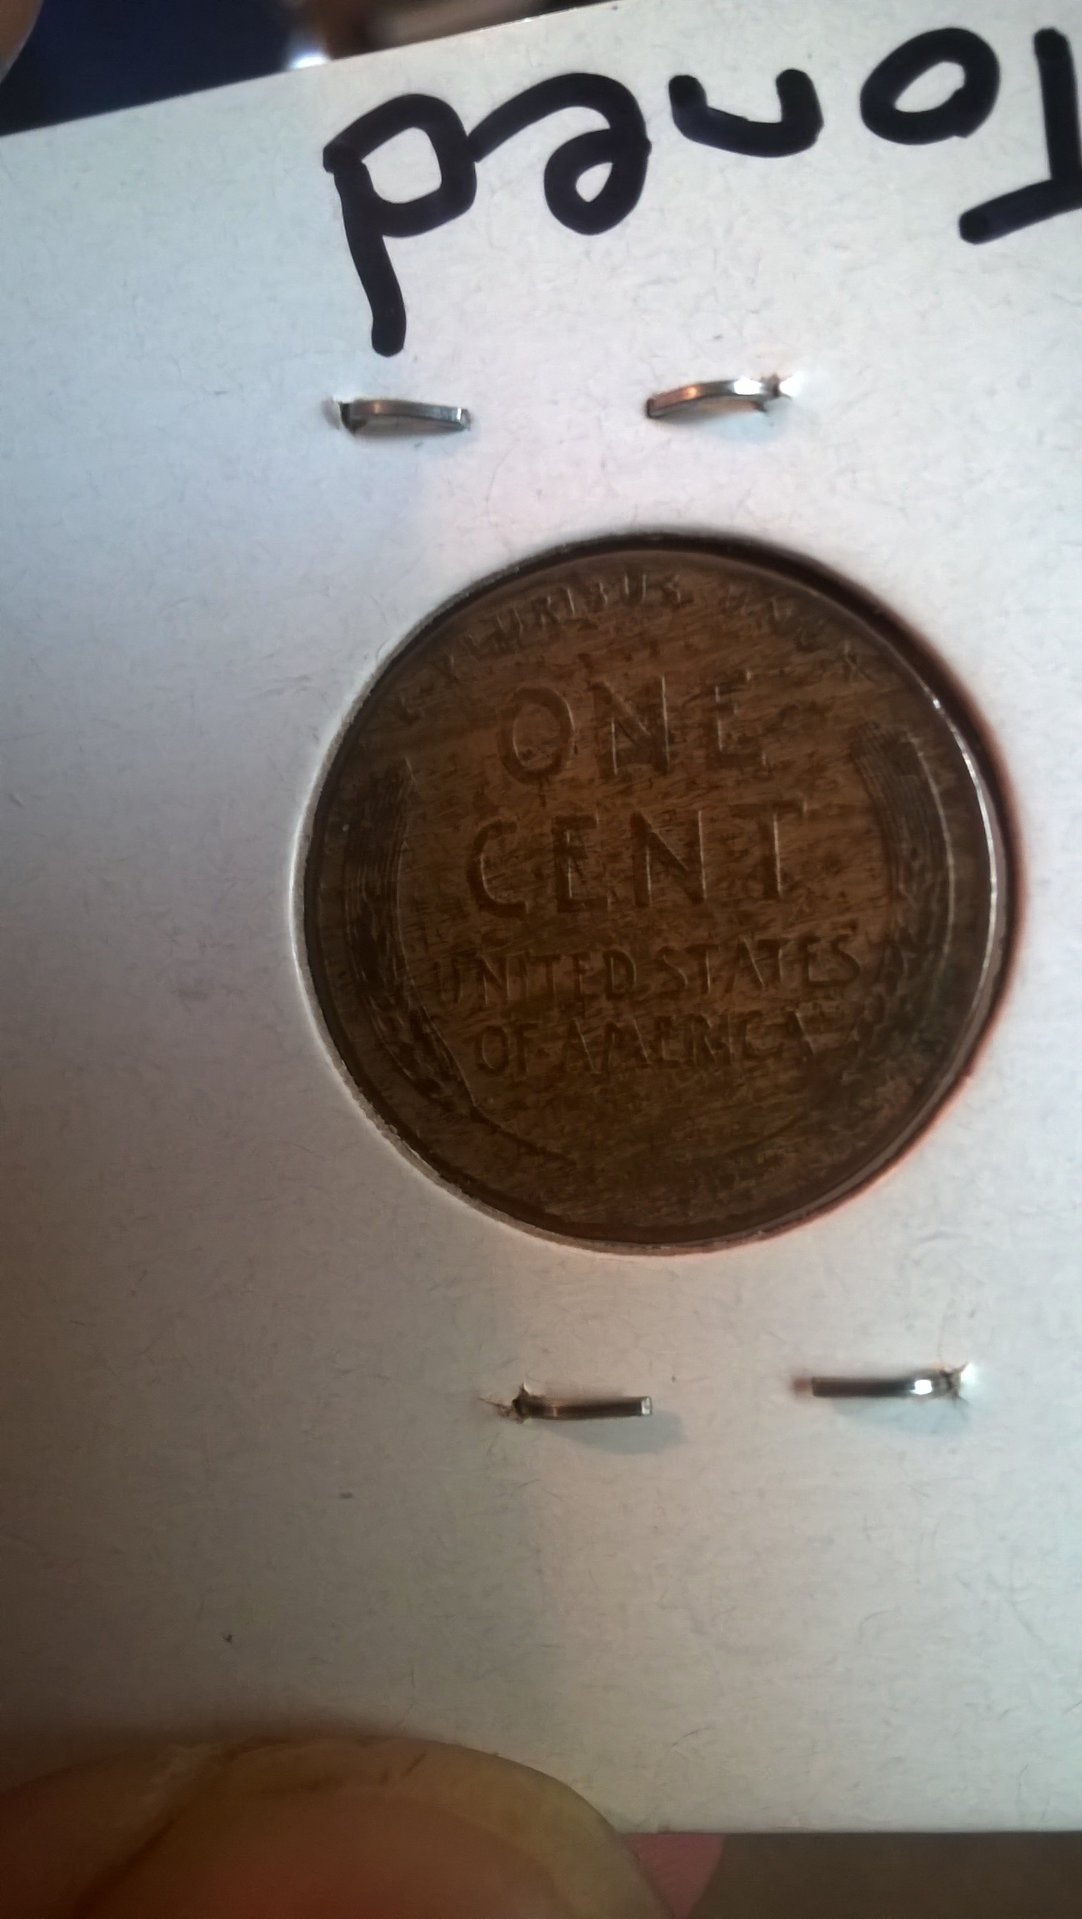 Toned
E PLURIBUS UNUM
ONE
CENT
UNITED STATES
OF AMERICA